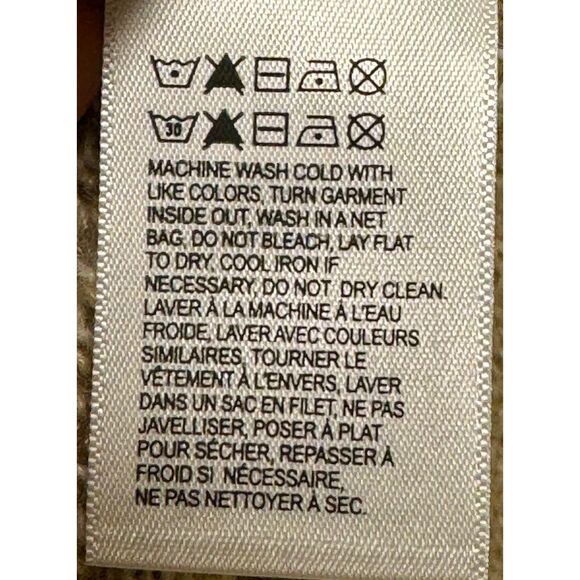 30
MACHINE WASH COLD WITH
LIKE COLORS, TURN GARMENT
INSIDE OUT, WASH IN A NET
BAG, DO NOT BLEACH, LAY FLAT
TO DRY, COOL IRON IF
NECESSARY, DO NOT DRY CLEAN.
LAVER À LA MACHINE À L'EAU
FROIDE, LAVER AVEC COULEURS
SIMILAIRES, TOURNER LE
VÊTEMENT À L'ENVERS, LAVER
DANS UN SAC EN FILET, NE PAS
JAVELLISER, POSER À PLAT
POUR SÉCHER, REPASSER À
FROID SI NÉCESSAIRE,
NE PAS NETTOYER À SEC.